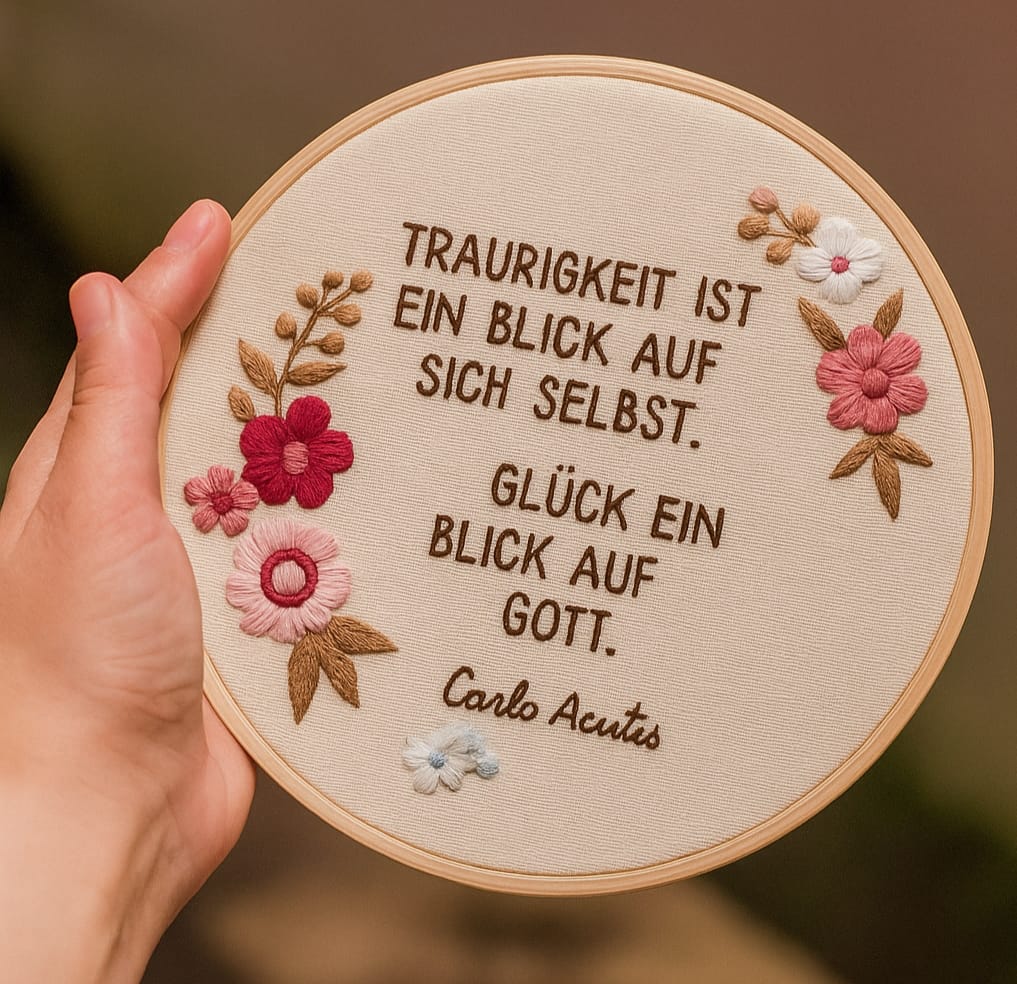 TRAURIGKEIT IST
EIN BLICK AUF
SICH SELBST.
GLÜCK EIN
BLICK AUF
GOTT.
Carlo Acutis